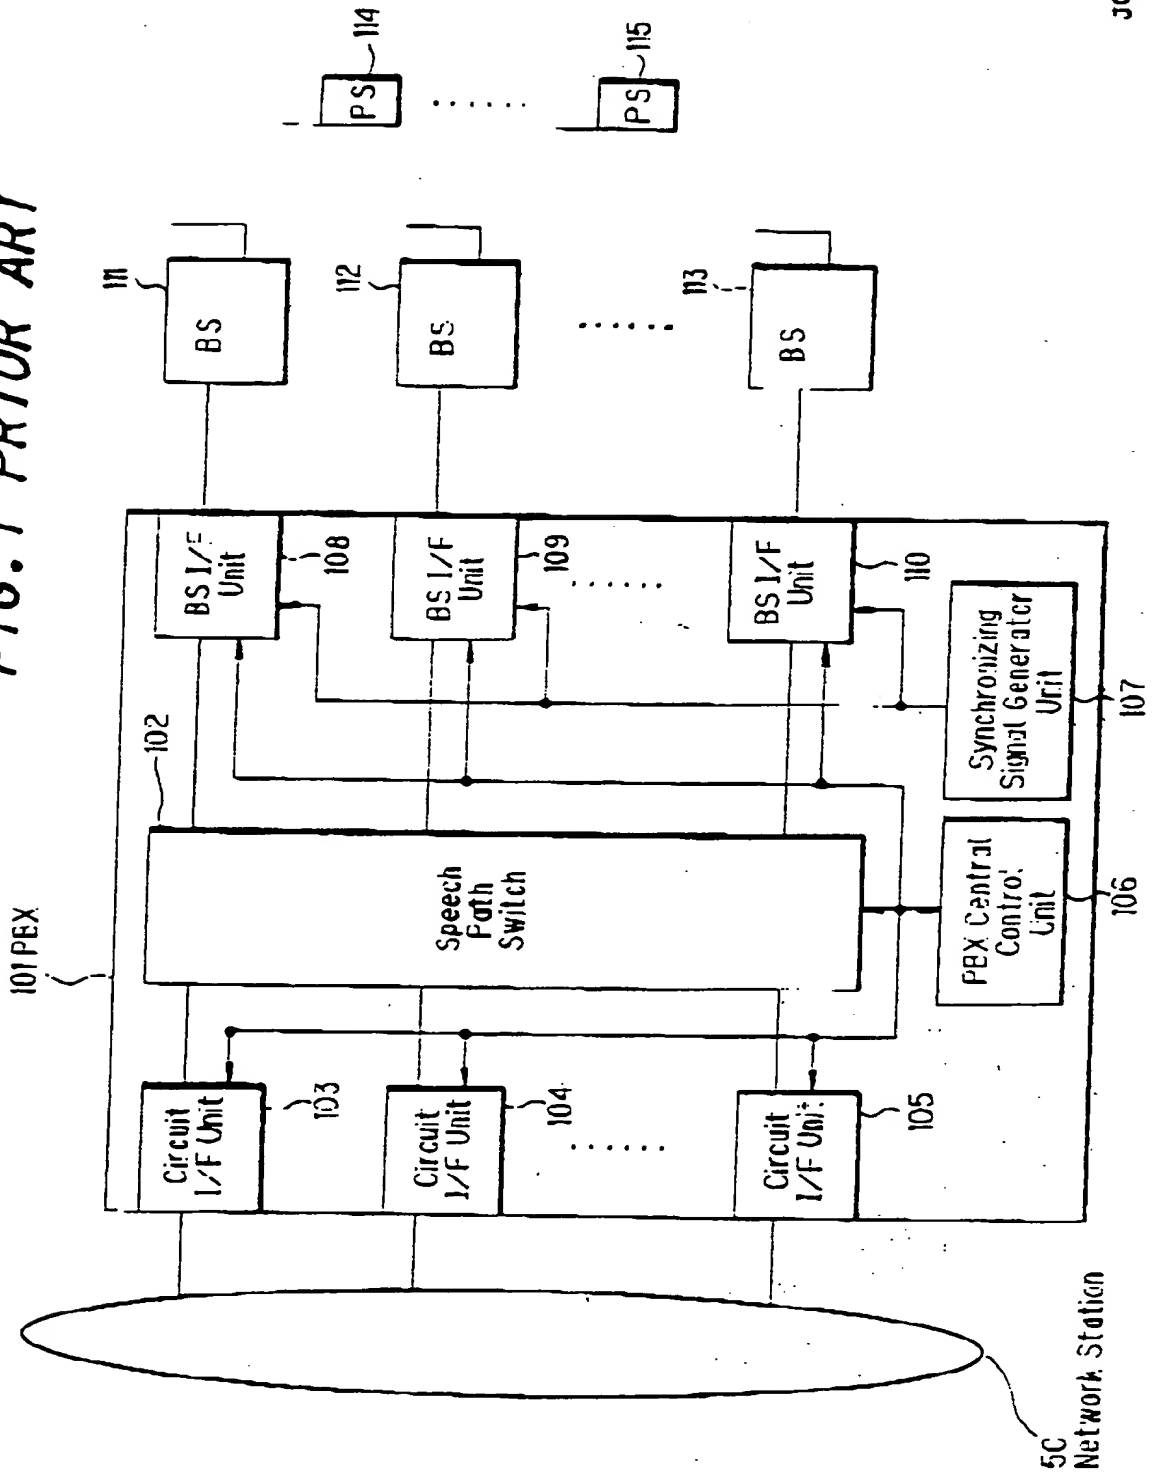 FIG. 1 PRIOR ART
101 PBX
102
Circuit
I/F Unit
103
Circuit
I/F Unit
104
Circuit
I/F Unit
105
Speech
Path
Switch
BS I/F
Unit
108
BS I/F
Unit
109
BS I/F
Unit
110
PBX Central
Control
Unit
106
Synchronizing
Signal Generator
Unit
107
BS
111
BS
112
BS
113
PS
114
PS
115
Network Station